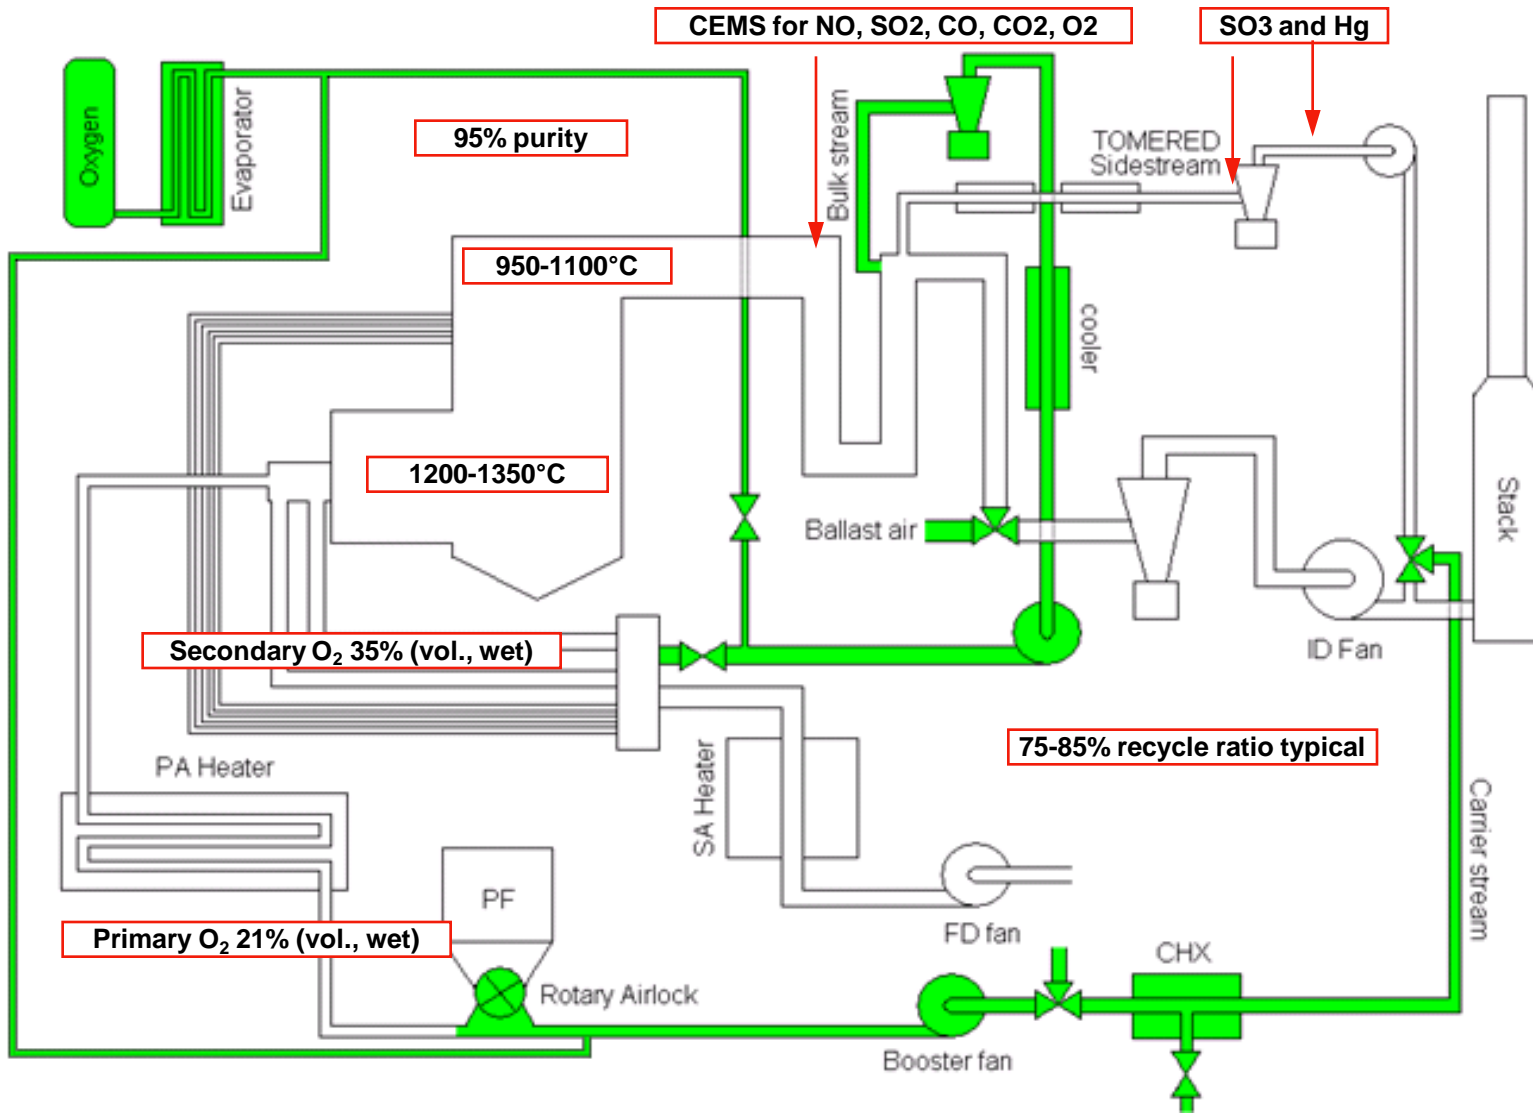 CEMS for NO, SO2, CO, CO2, O2
SO3 and Hg
Oxygen
Evaporator
95% purity
Bulk stream
TOMERED
Sidestream
950-1100°C
cooler
1200-1350°C
Ballast air
Stack
Secondary O₂ 35% (vol., wet)
ID Fan
75-85% recycle ratio typical
PA Heater
SA Heater
Carrier stream
PF
Primary O₂ 21% (vol., wet)
FD fan
CHX
Rotary Airlock
Booster fan